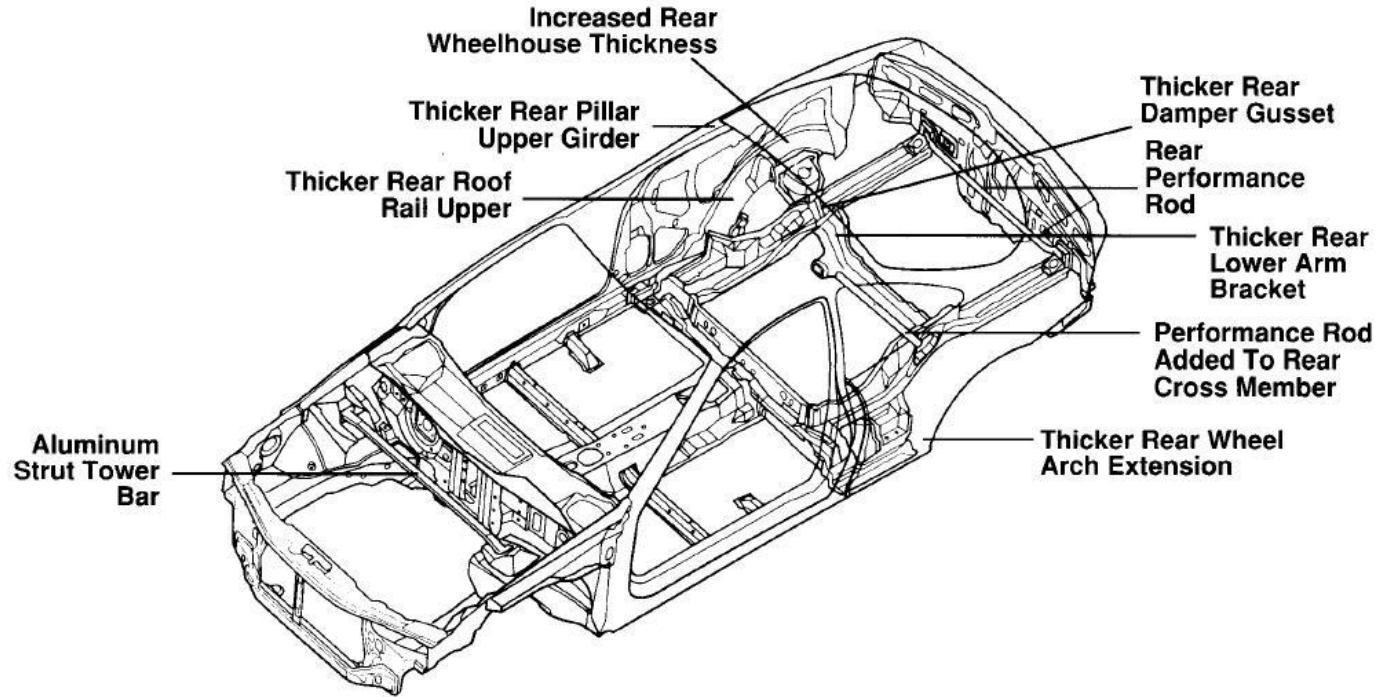 Increased Rear
Wheelhouse Thickness
Thicker Rear Pillar
Upper Girder
Thicker Rear Roof
Rail Upper
Aluminum
Strut Tower
Bar
Thicker Rear
Damper Gusset
Rear
Performance
Rod
Thicker Rear
Lower Arm
Bracket
Performance Rod
Added To Rear
Cross Member
Thicker Rear Wheel
Arch Extension